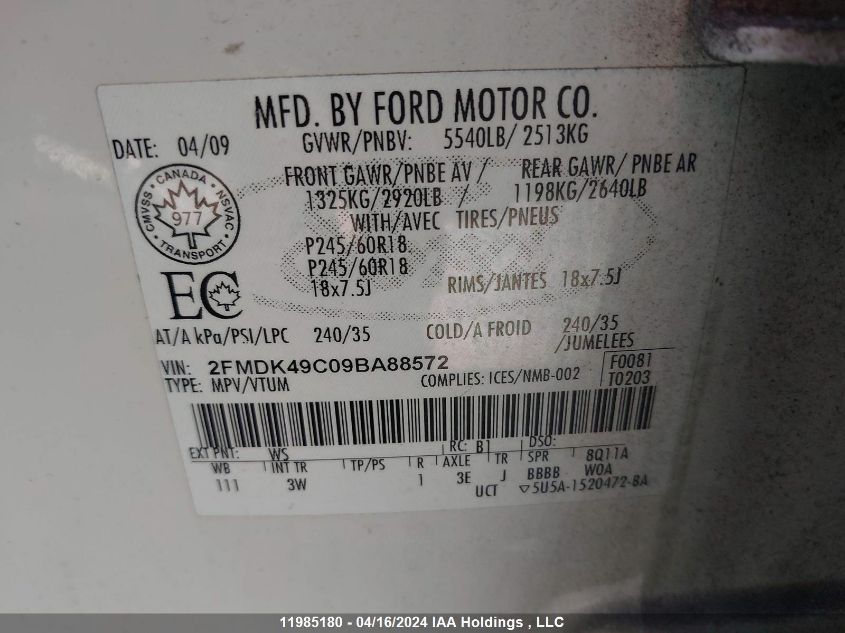 MFD. BY FORD MOTOR CO.
DATE: 04/09 GVWR/PNBV: 5540LB/ 2513KG
FRONT GAWR/PNBE AV / REAR GAWR/ PNBE AR
1325KG/2920LB / 1198KG/2640LB
WITH/AVEC TIRES/PNEUS
CMVSS · CANADA · NSVAC
977
TRANSPORT
P245/60R18
P245/60R18
18x7.5J RIMS/JANTES 18x7.5J
EC
AT/A kPa/PSI/LPC 240/35 COLD/A FROID 240/35
/JUMELEES
VIN: 2FMDK49C09BA88572 F0081
TYPE: MPV/VTUM COMPLIES: ICES/NMB-002 T0203
EXT PNT: WS RC: B1 DSO:
WB INT TR TP/PS R AXLE TR SPR 8Q11A
111 3W 1 3E J BBBB W0A
UCT ▽5U5A-1520472-BA
11985180 - 04/16/2024 IAA Holdings , LLC